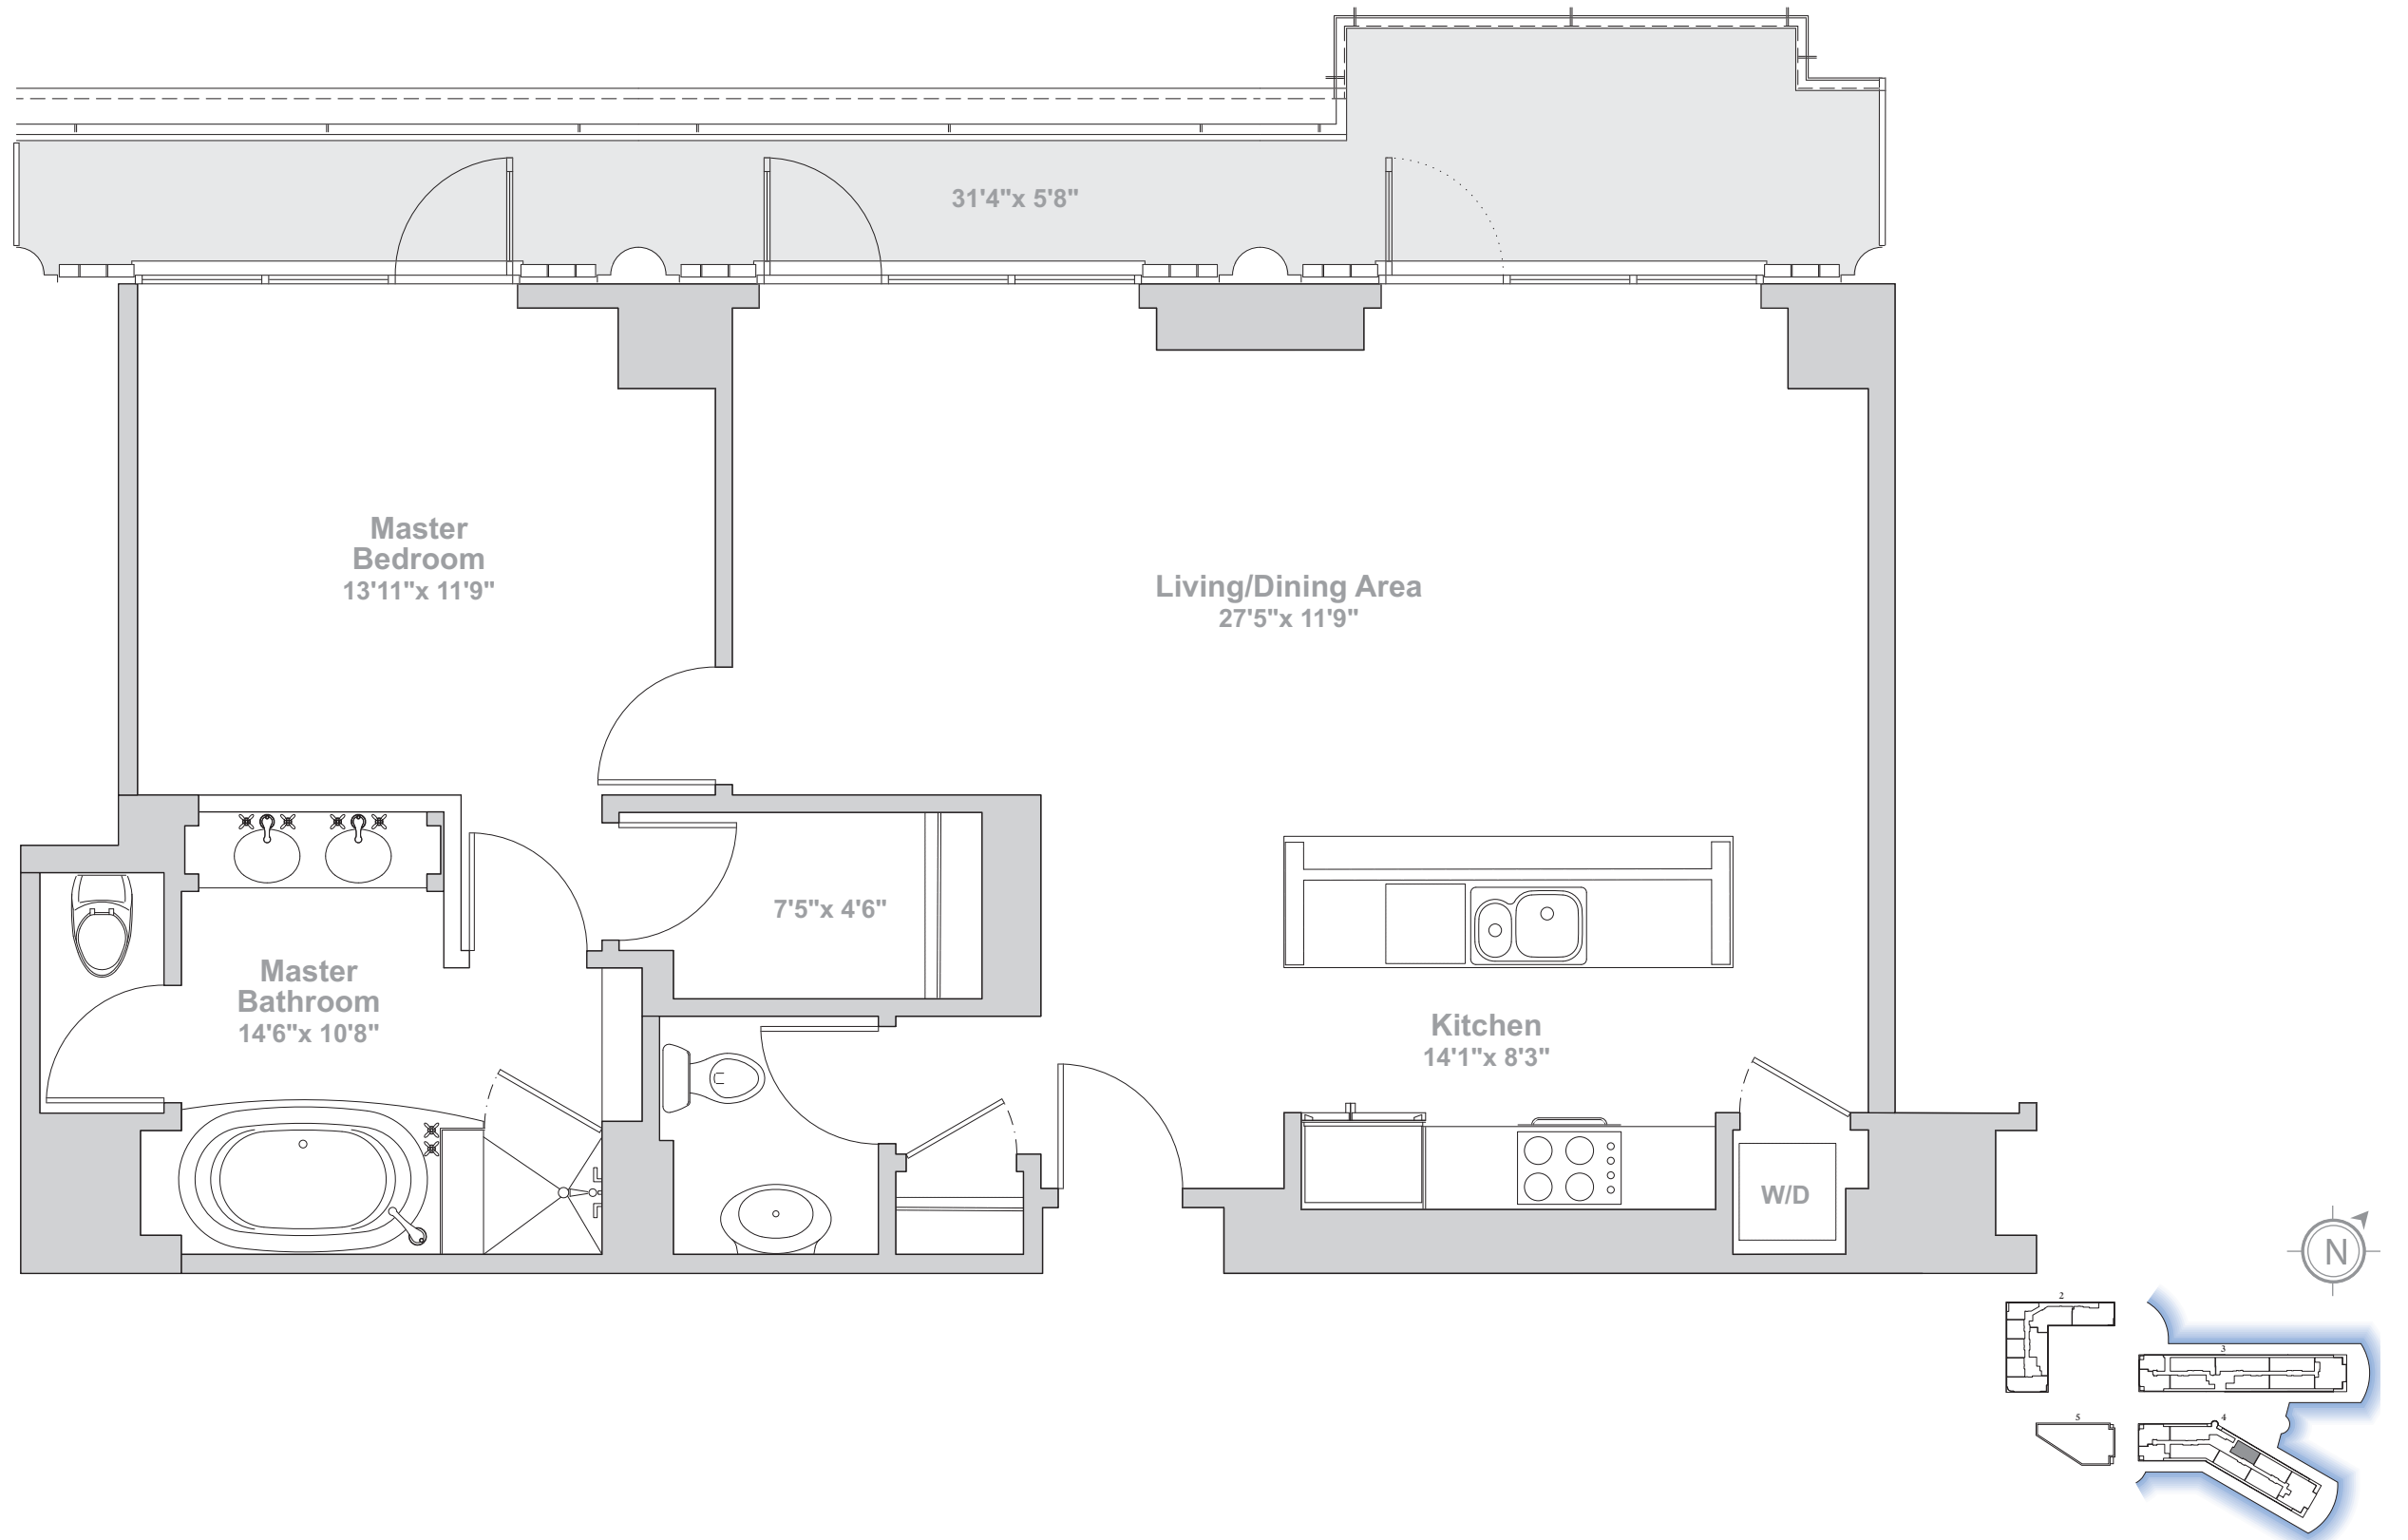 31'4"x 5'8"
Master
Bedroom
13'11"x 11'9"
Living/Dining Area
27'5"x 11'9"
7'5"x 4'6"
Master
Bathroom
14'6"x 10'8"
Kitchen
14'1"x 8'3"
W/D
N
2
3
5
4